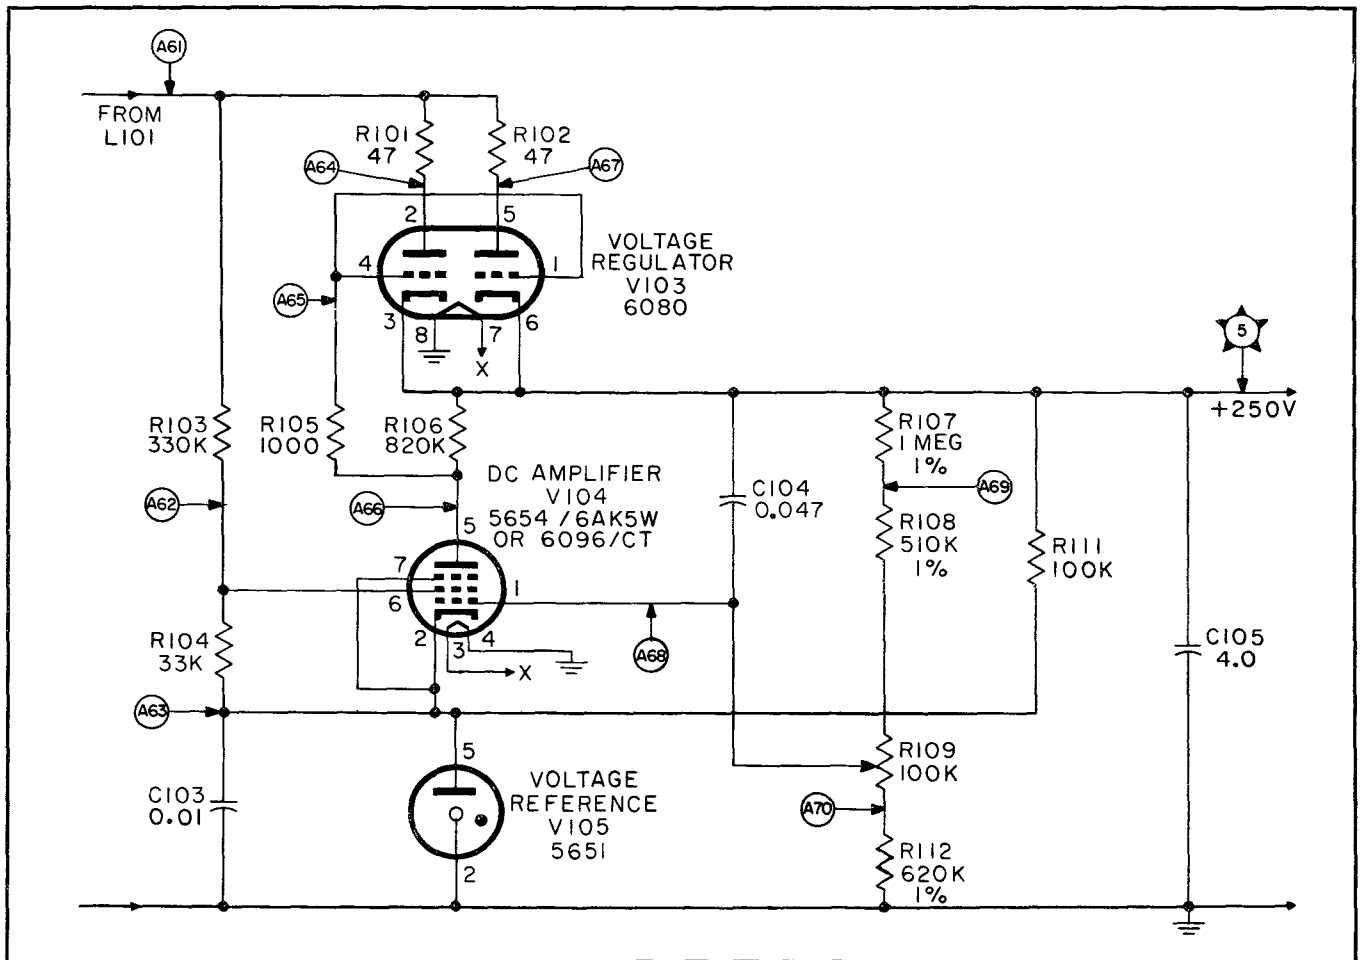 A61
FROM
L101
R101
47
R102
47
A64
A67
2
5
4
1
VOLTAGE
REGULATOR
V103
6080
A65
3
8
7
6
X
5
+250V
R103
330K
R105
1000
R106
820K
R107
1 MEG
1%
A62
A66
DC AMPLIFIER
V104
5654/6AK5W
OR 6096/CT
C104
0.047
A69
R108
510K
1%
R111
100K
5
7
6
1
2
3
4
X
A68
R104
33K
C105
4.0
A63
5
VOLTAGE
REFERENCE
V105
5651
2
C103
0.01
R109
100K
A70
R112
620K
1%